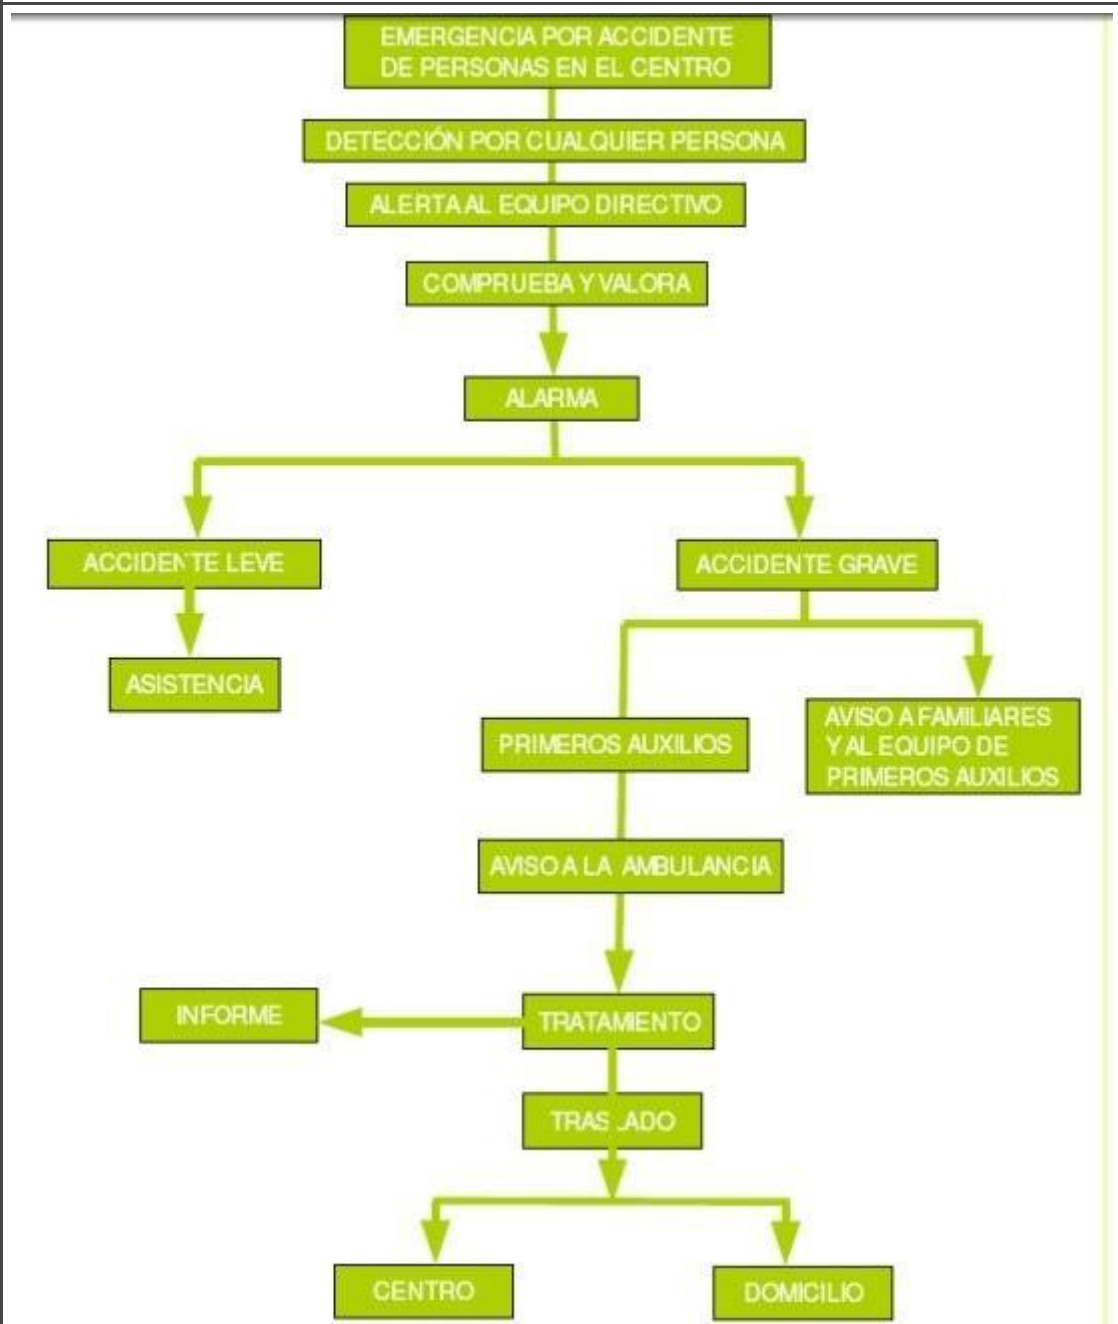 EMERGENCIA POR ACCIDENTE
DE PERSONAS EN EL CENTRO
DETECCIÓN POR CUALQUIER PERSONA
ALERTA AL EQUIPO DIRECTIVO
COMPRUEBA Y VALORA
ALARMA
ACCIDENTE LEVE
ACCIDENTE GRAVE
ASISTENCIA
PRIMEROS AUXILIOS
AVISO A FAMILIARES
Y AL EQUIPO DE
PRIMEROS AUXILIOS
AVISO A LA AMBULANCIA
INFORME
TRATAMIENTO
TRASLADO
CENTRO
DOMICILIO